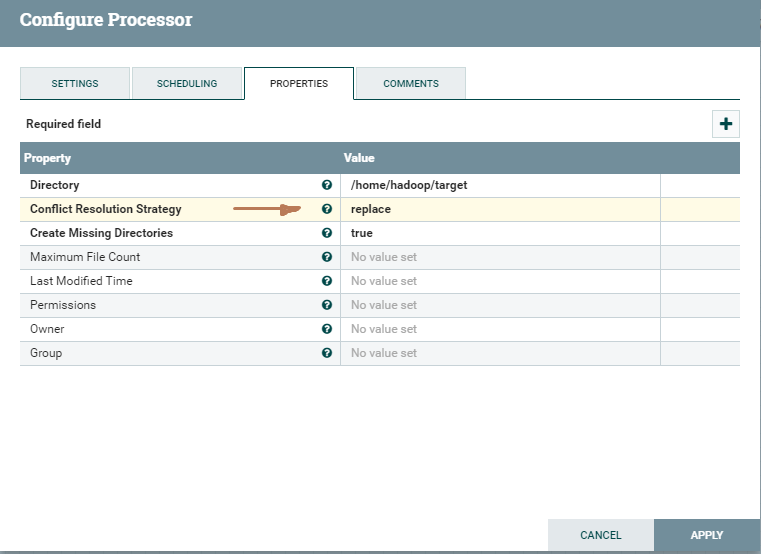 Configure Processor
SETTINGS SCHEDULING PROPERTIES COMMENTS
Required field
Property Value
Directory /home/hadoop/target
Conflict Resolution Strategy replace
Create Missing Directories true
Maximum File Count No value set
Last Modified Time No value set
Permissions No value set
Owner No value set
Group No value set
CANCEL APPLY